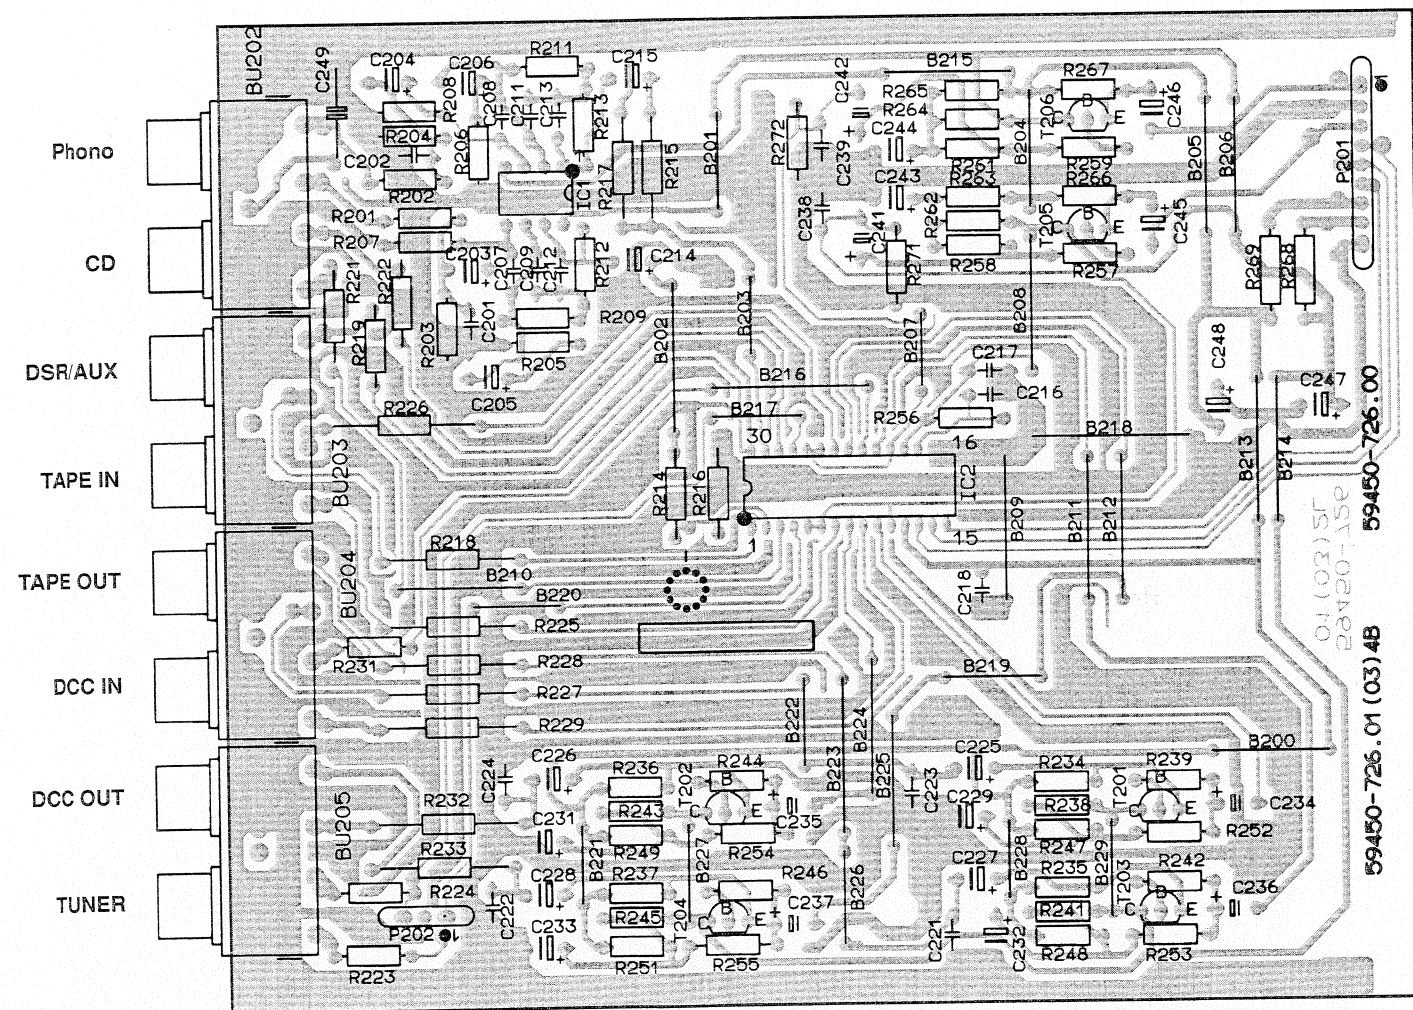 Phono
CD
DSR/AUX
TAPE IN
TAPE OUT
DCC IN
DCC OUT
TUNER
BU202
C249
C204
R208
C206
C208
C211
R211
C213
R213
C215
R204
C202
R202
R206
R201
R207
IC1
R217
R215
B201
R221
R222
R219
R203
C203
C201
C207
C209
C212
R212
C214
R209
R205
C205
R226
BU203
B202
B203
B216
B217
30
R214
R216
1
16
15
IC2
R272
C242
C239
C244
C243
C238
C241
R271
B215
R265
R264
R261
R263
R262
R258
B204
T206
R267
B
E
R259
R266
T205
C
B
E
R257
C246
C245
B205
B206
P201
1
R269
R268
B207
B208
C217
C216
R256
B218
C248
C247
B213
B214
B209
B211
B212
C218
59450-726.00
59450-726
01(03)2L
59450-726.01(03)4B
R218
B210
B220
BU204
R225
R231
R228
R227
R229
B219
B222
B223
B224
B225
B200
BU205
R232
R233
R224
P202
1
R223
C224
C226
C231
C228
C222
C233
R236
R243
R249
B221
R237
R245
R251
T202
R244
C
B
E
R254
C235
B227
T204
R246
C
B
E
R255
C237
B226
C223
C225
C229
C227
C221
C232
B228
R234
R238
R247
R235
R241
R248
B229
T201
R239
C
B
E
R252
C234
T203
R242
C
B
E
R253
C236